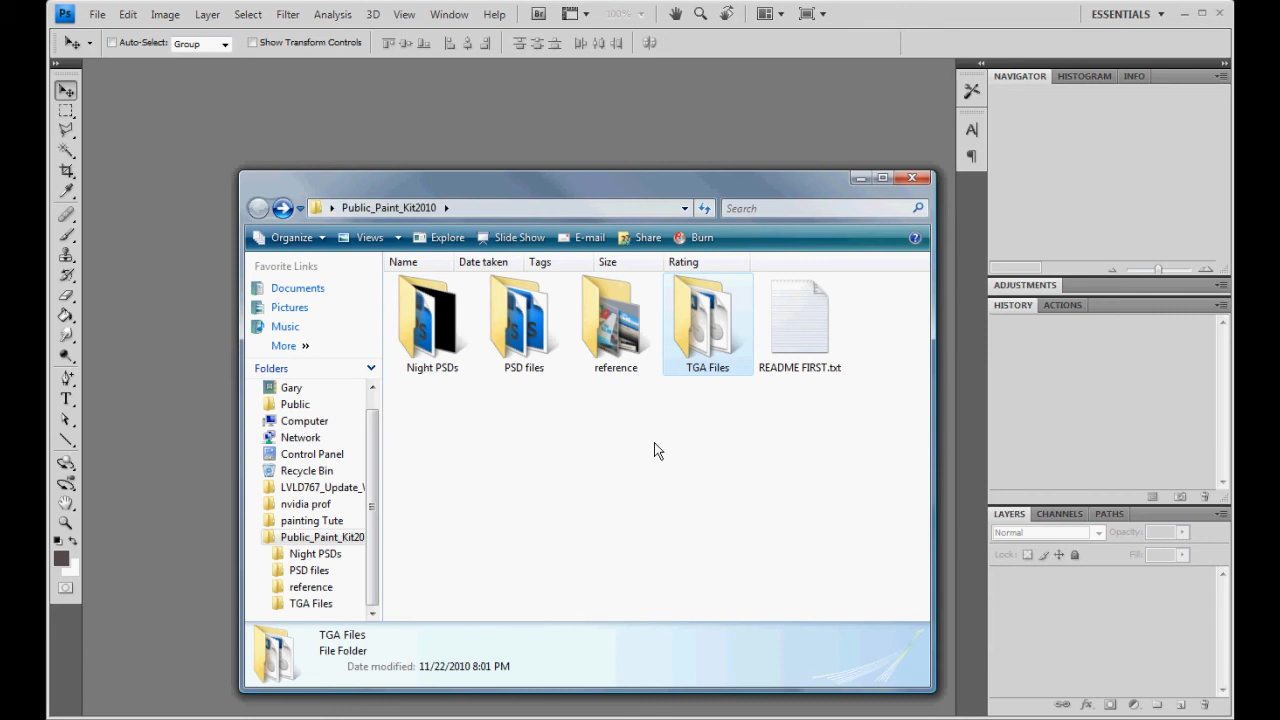 Ps File Edit Image Layer Select Filter Analysis 3D View Window Help Br 100% ESSENTIALS
Auto-Select: Group Show Transform Controls
NAVIGATOR HISTOGRAM INFO
Public_Paint_Kit2010 Search
Organize Views Explore Slide Show E-mail Share Burn
Favorite Links
Documents
Pictures
Music
More »
Folders
Gary
Public
Computer
Network
Control Panel
Recycle Bin
LVLD767_Update_
nvidia prof
painting Tute
Public_Paint_Kit20
Night PSDs
PSD files
reference
TGA Files
Name Date taken Tags Size Rating
Night PSDs PSD files reference TGA Files README FIRST.txt
TGA Files
File Folder
Date modified: 11/22/2010 8:01 PM
ADJUSTMENTS
HISTORY ACTIONS
LAYERS CHANNELS PATHS
Normal Opacity:
Lock: Fill: